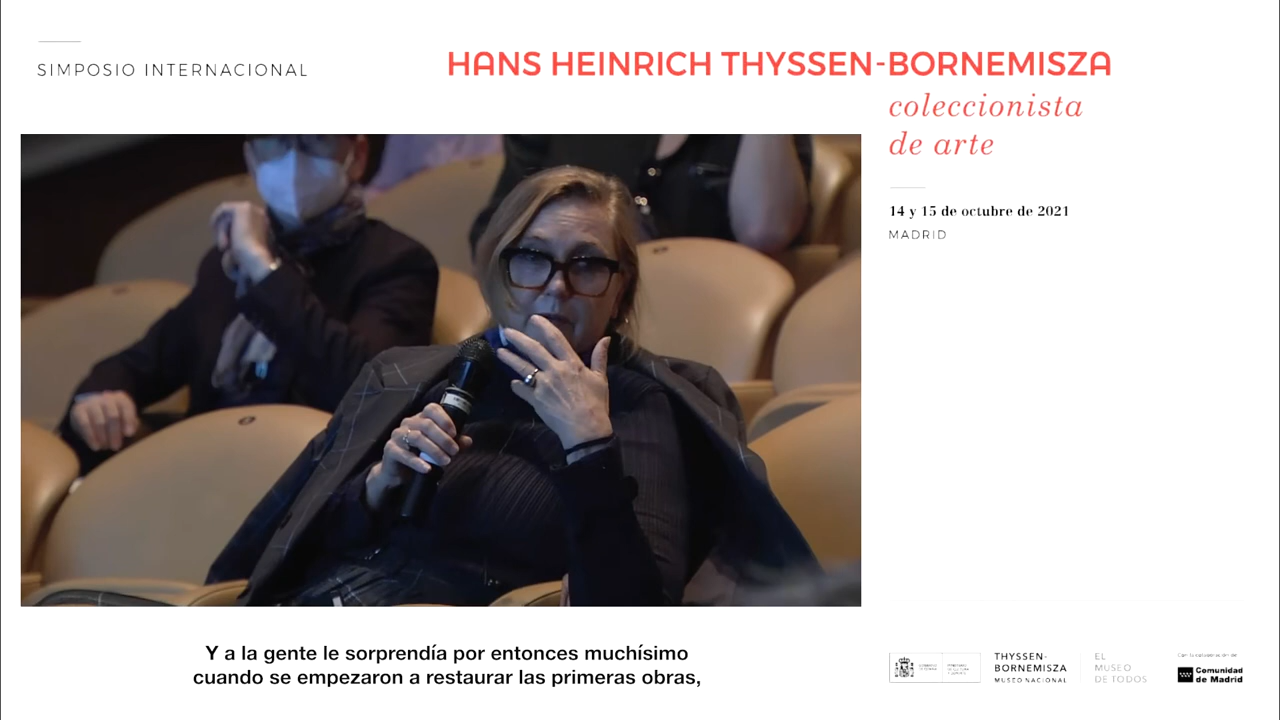 SIMPOSIO INTERNACIONAL
HANS HEINRICH THYSSEN-BORNEMISZA
coleccionista
de arte
14 y 15 de octubre de 2021
MADRID
Y a la gente le sorprendía por entonces muchísimo
cuando se empezaron a restaurar las primeras obras,
THYSSEN-
BORNEMISZA
MUSEO NACIONAL
EL
MUSEO
DE TODOS
Comunidad
de Madrid